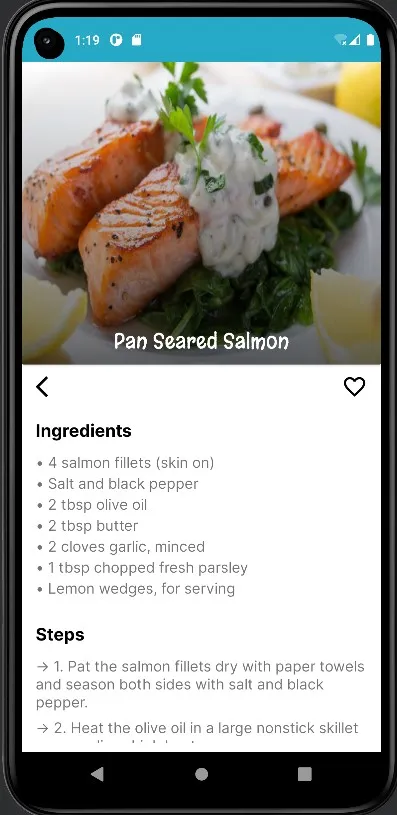 1:19
Pan Seared Salmon
Ingredients
• 4 salmon fillets (skin on)
• Salt and black pepper
• 2 tbsp olive oil
• 2 tbsp butter
• 2 cloves garlic, minced
• 1 tbsp chopped fresh parsley
• Lemon wedges, for serving
Steps
→ 1. Pat the salmon fillets dry with paper towels
and season both sides with salt and black
pepper.
→ 2. Heat the olive oil in a large nonstick skillet